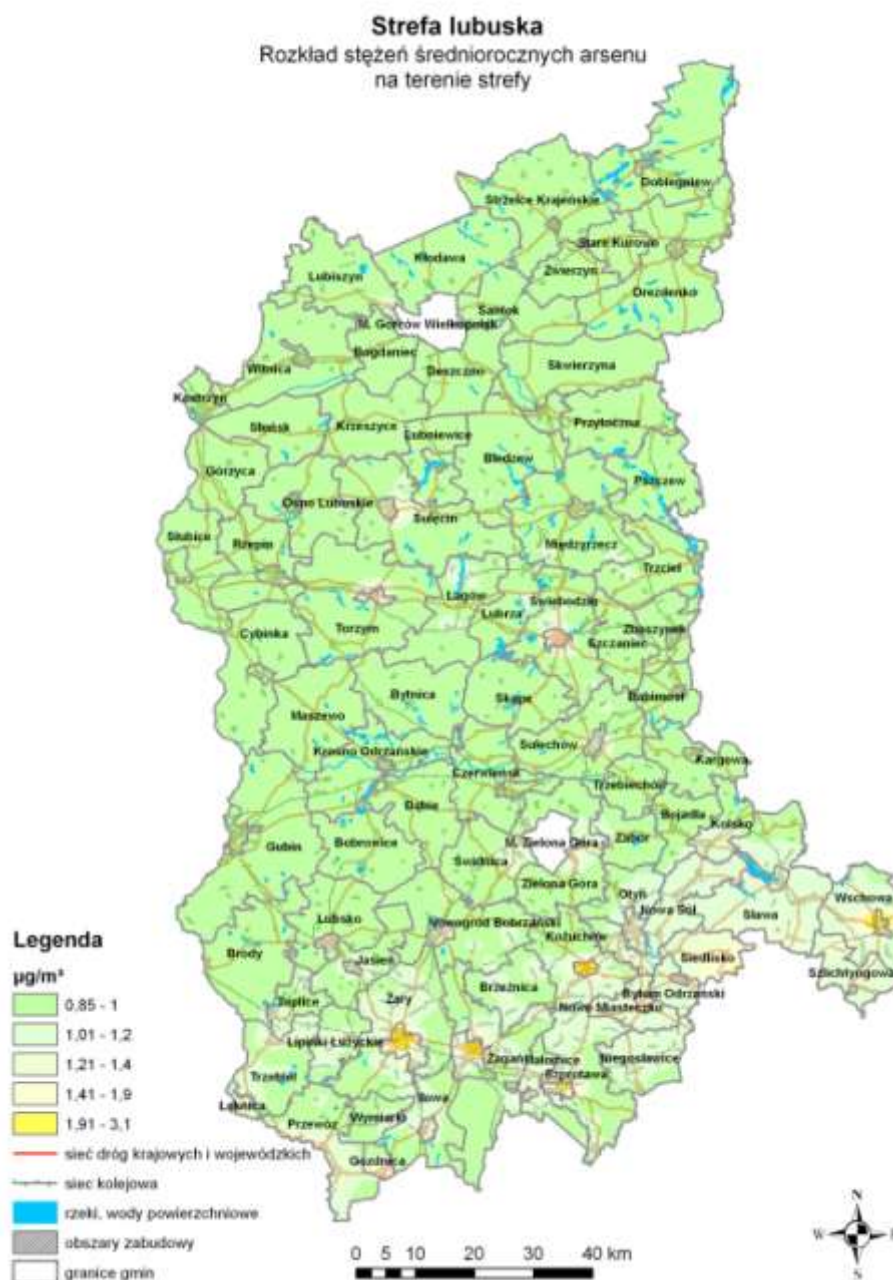 Strefa lubuska
Rozkład stężeń średniorocznych arsenu
na terenie strefy
Dobiegniew
Strzelce Krajeńskie
Stare Kurowo
Kłodawa
Zwierzyn
Lubiszyn
Drezdenko
Santok
M. Gorzów Wielkopolsk
Bogdaniec
Witnica
Deszczno
Skwierzyna
Kostrzyn
Słońsk
Krzeszyce
Lubniewice
Przytoczna
Bledzew
Górzyca
Pszczew
Ośno Lubuskie
Sulęcin
Słubice
Rzepin
Międzyrzecz
Trzciel
Łagów
Świebodzin
Lubrza
Cybinka
Torzym
Zbąszynek
Szczaniec
Bytnica
Skąpe
Babimost
Maszewo
Sulechów
Krosno Odrzańskie
Kargowa
Czerwieńsk
Trzebiechów
Dąbie
Bojadła
Kolsko
Gubin
Bobrowice
M. Zielona Góra
Zabór
Świdnica
Zielona Góra
Otyń
Wschowa
Nowa Sól
Sława
Lubsko
Nowogród Bobrzański
Kożuchów
Brody
Jasień
Siedlisko
Szlichtyngowa
Brzeźnica
Bytom Odrzański
Tuplice
Żary
Nowe Miasteczko
Lipinki Łużyckie
Żagań
Małomice
Niegosławice
Szprotawa
Trzebiel
Iłowa
Łęknica
Przewóz
Wymiarki
Gozdnica
Legenda
µg/m³
0,85 - 1
1,01 - 1,2
1,21 - 1,4
1,41 - 1,9
1,91 - 3,1
sieć dróg krajowych i wojewódzkich
siec kolejowa
rzeki, wody powierzchniowe
obszary zabudowy
granice gmin
0 5 10 20 30 40 km
N
W
S